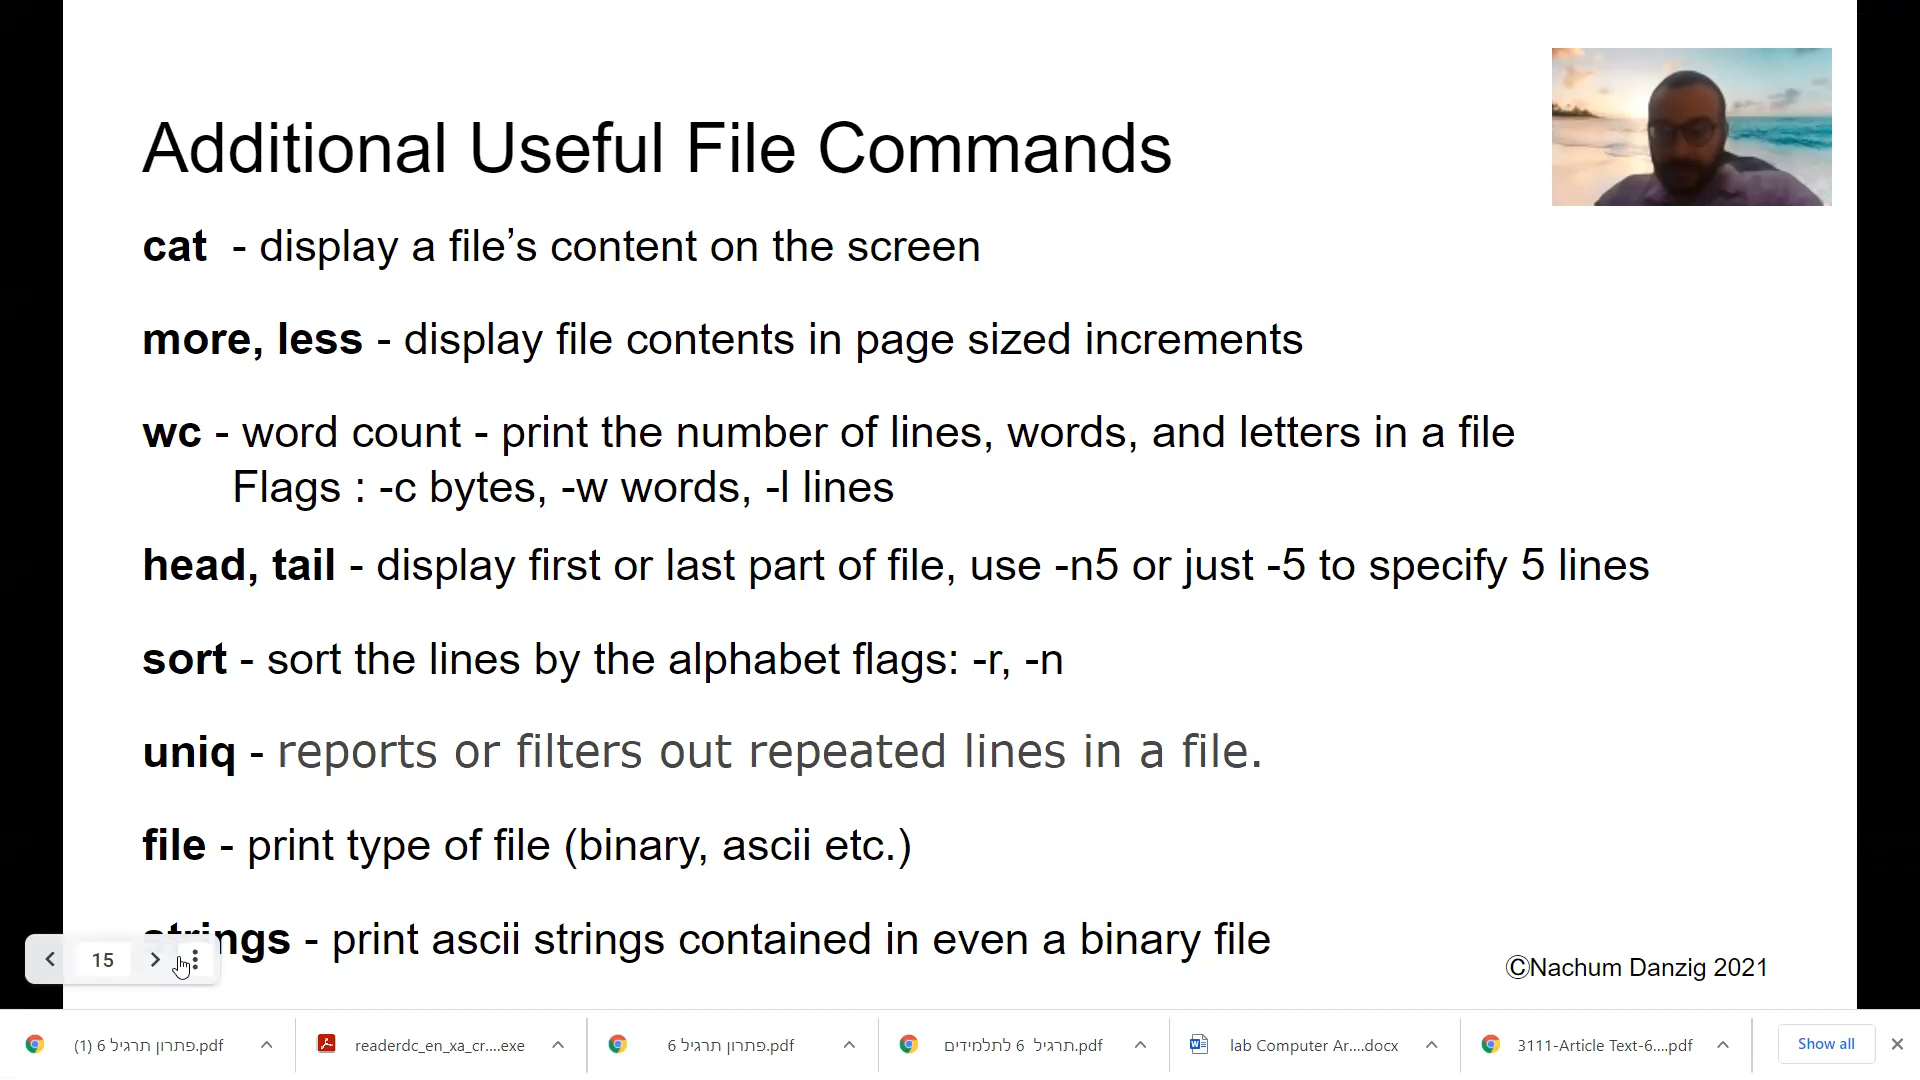 Additional Useful File Commands
cat - display a file’s content on the screen
more, less - display file contents in page sized increments
wc - word count - print the number of lines, words, and letters in a file
Flags : -c bytes, -w words, -l lines
head, tail - display first or last part of file, use -n5 or just -5 to specify 5 lines
sort - sort the lines by the alphabet flags: -r, -n
uniq - reports or filters out repeated lines in a file.
file - print type of file (binary, ascii etc.)
strings - print ascii strings contained in even a binary file
15
©Nachum Danzig 2021
פתרון תרגיל 6 (1).pdf
readerdc_en_xa_cr....exe
פתרון תרגיל 6.pdf
תרגיל 6 לתלמידים.pdf
lab Computer Ar....docx
3111-Article Text-6....pdf
Show all